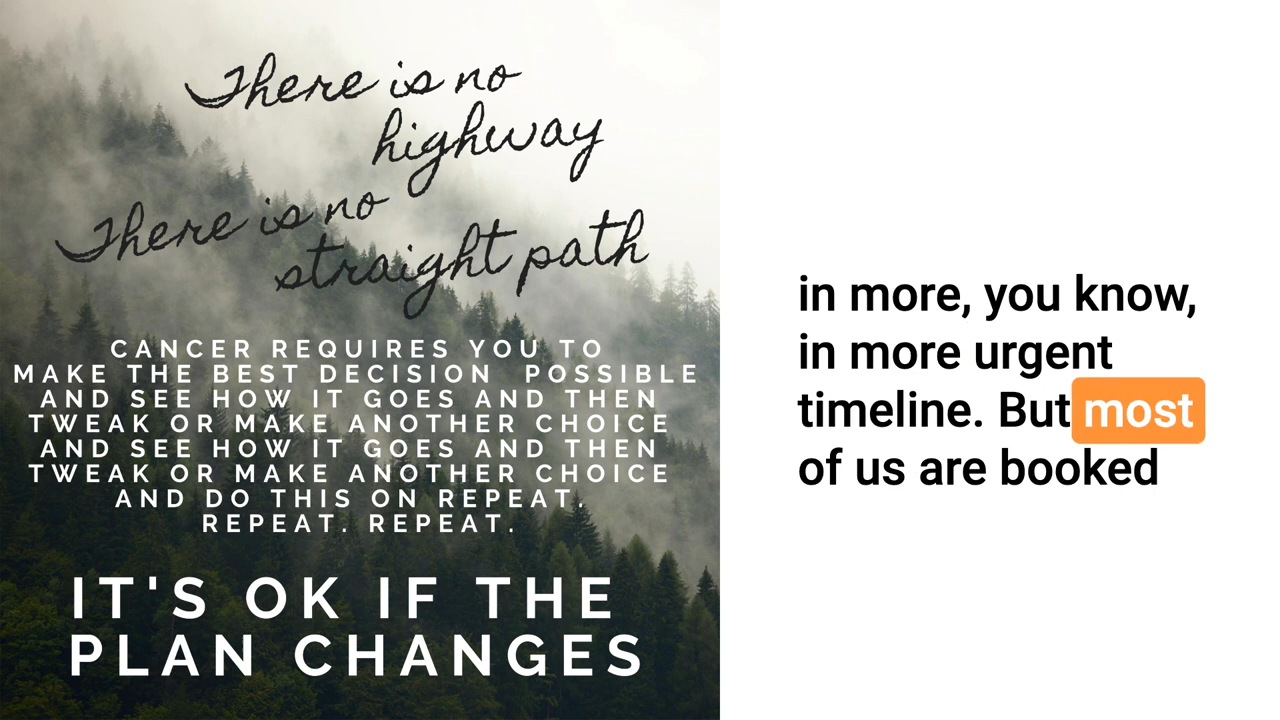 There is no
highway
There is no
straight path
CANCER REQUIRES YOU TO
MAKE THE BEST DECISION POSSIBLE
AND SEE HOW IT GOES AND THEN
TWEAK OR MAKE ANOTHER CHOICE
AND SEE HOW IT GOES AND THEN
TWEAK OR MAKE ANOTHER CHOICE
AND DO THIS ON REPEAT.
REPEAT. REPEAT.
IT'S OK IF THE
PLAN CHANGES
in more, you know,
in more urgent
timeline. But most
of us are booked